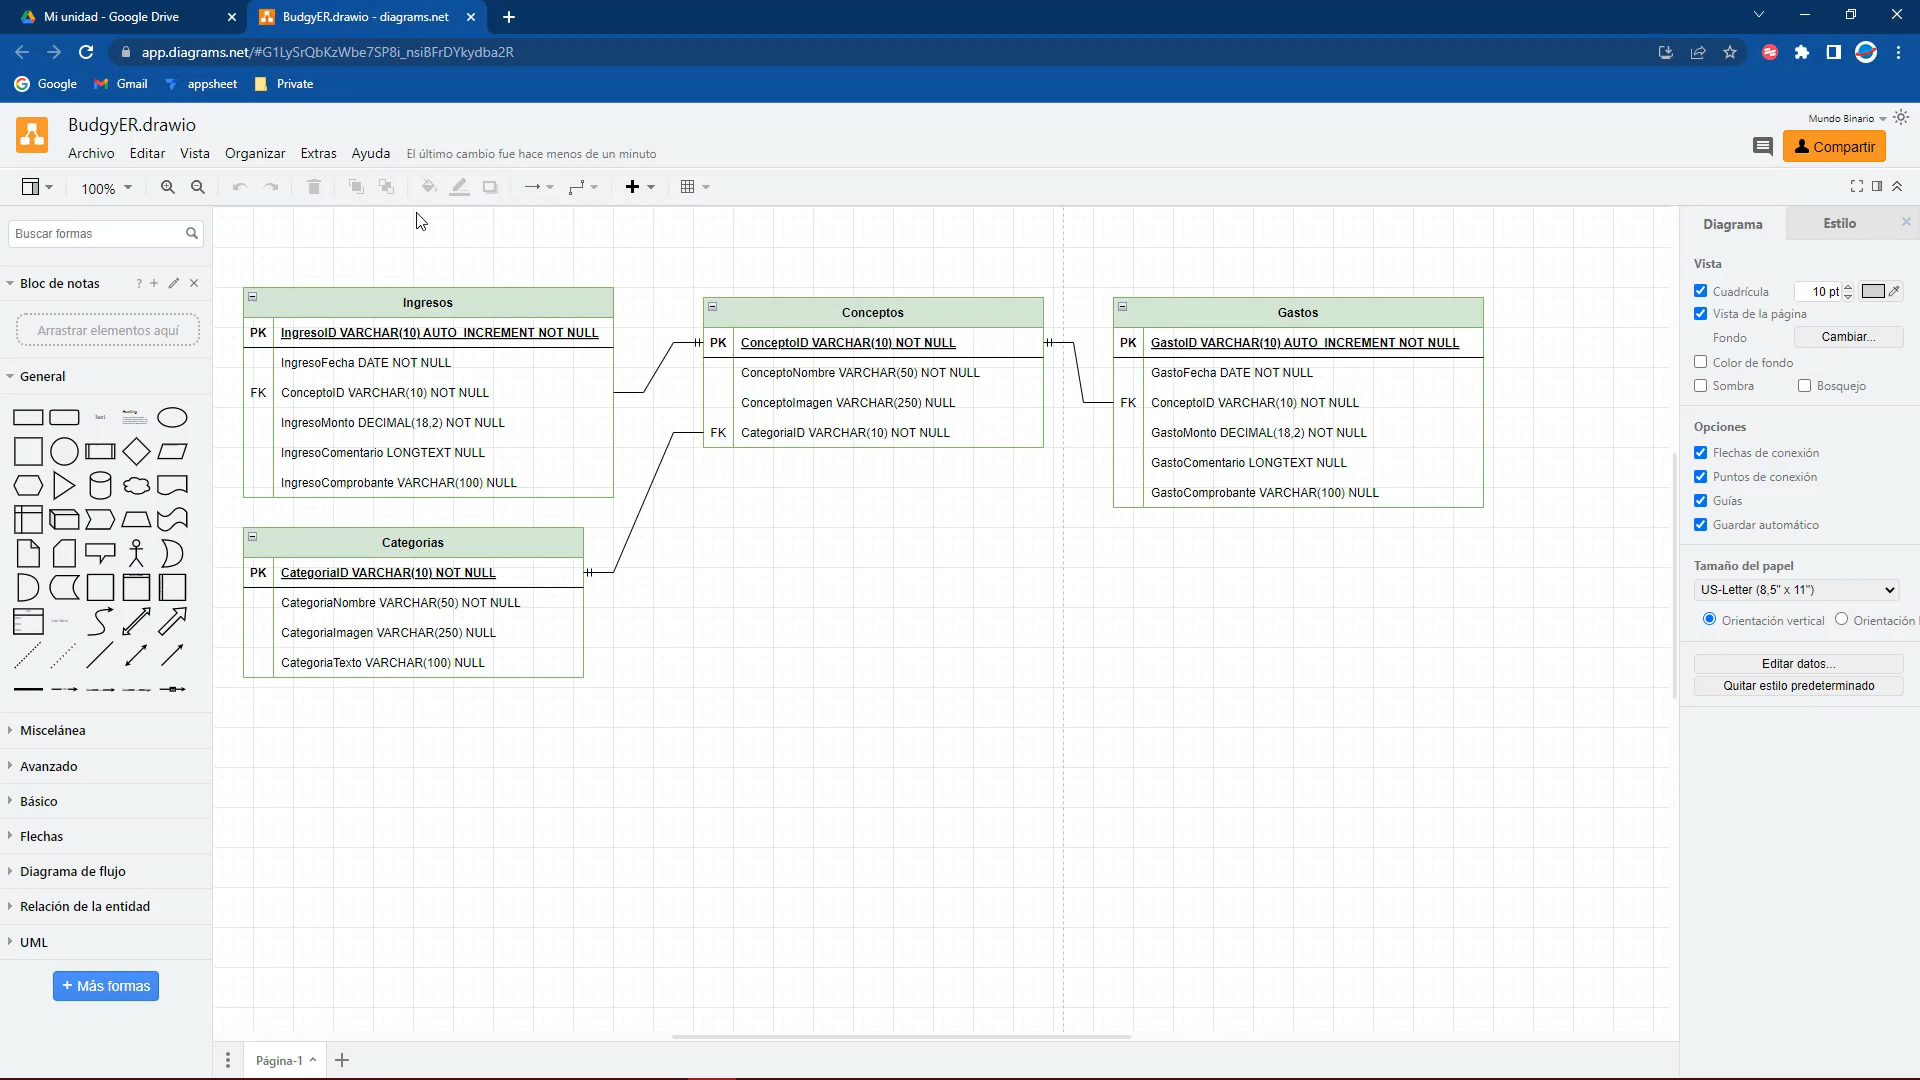 Mi unidad - Google Drive
BudgyER.drawio - diagrams.net
app.diagrams.net/#G1LySrQbKzWbe7SP8i_nsiBFrDYkydba2R
Google
Gmail
appsheet
Private
BudgyER.drawio
Mundo Binario
Archivo
Editar
Vista
Organizar
Extras
Ayuda
El último cambio fue hace menos de un minuto
Compartir
100%
Buscar formas
Bloc de notas
?
Arrastrar elementos aquí
General
Text
Heading
List Item
Miscelánea
Avanzado
Básico
Flechas
Diagrama de flujo
Relación de la entidad
UML
+ Más formas
Ingresos
PK IngresoID VARCHAR(10) AUTO_INCREMENT NOT NULL
IngresoFecha DATE NOT NULL
FK ConceptoID VARCHAR(10) NOT NULL
IngresoMonto DECIMAL(18,2) NOT NULL
IngresoComentario LONGTEXT NULL
IngresoComprobante VARCHAR(100) NULL
Categorias
PK CategoriaID VARCHAR(10) NOT NULL
CategoriaNombre VARCHAR(50) NOT NULL
CategoriaImagen VARCHAR(250) NULL
CategoriaTexto VARCHAR(100) NULL
Conceptos
PK ConceptoID VARCHAR(10) NOT NULL
ConceptoNombre VARCHAR(50) NOT NULL
ConceptoImagen VARCHAR(250) NULL
FK CategoriaID VARCHAR(10) NOT NULL
Gastos
PK GastoID VARCHAR(10) AUTO_INCREMENT NOT NULL
GastoFecha DATE NOT NULL
FK ConceptoID VARCHAR(10) NOT NULL
GastoMonto DECIMAL(18,2) NOT NULL
GastoComentario LONGTEXT NULL
GastoComprobante VARCHAR(100) NULL
Diagrama
Estilo
Vista
Cuadrícula
10 pt
Vista de la página
Fondo
Cambiar...
Color de fondo
Sombra
Bosquejo
Opciones
Flechas de conexión
Puntos de conexión
Guías
Guardar automático
Tamaño del papel
US-Letter (8,5" x 11")
Orientación vertical
Orientación
Editar datos...
Quitar estilo predeterminado
Página-1